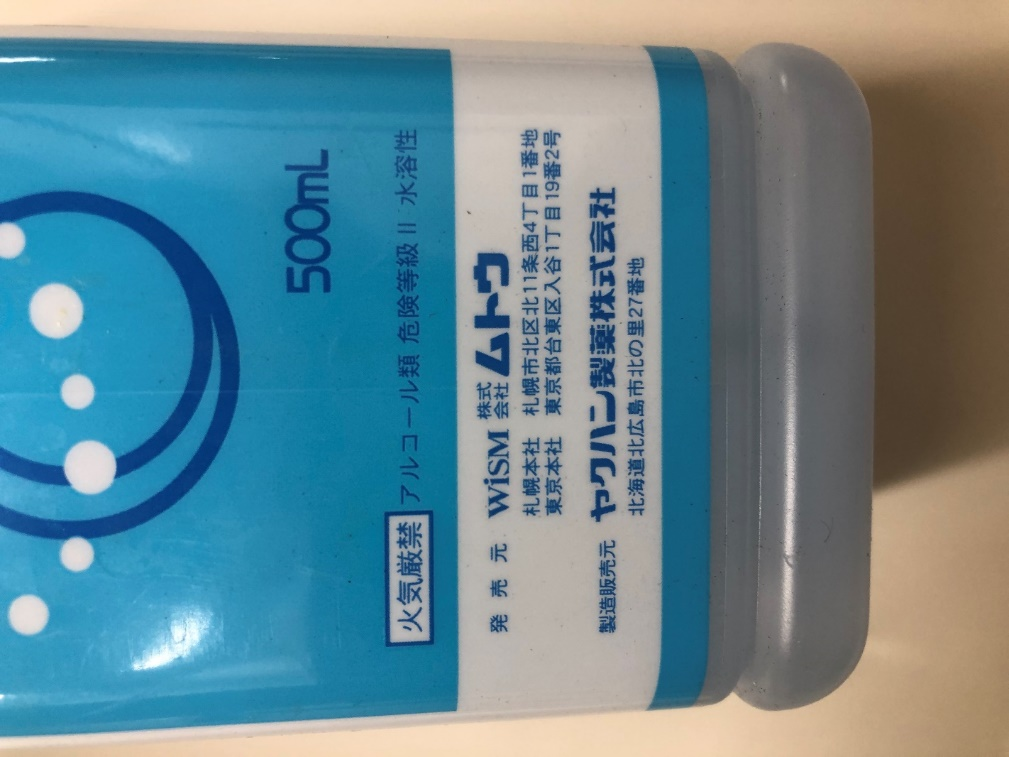 500mL
火気厳禁 アルコール類 危険等級 II 水溶性
発売元 WiSM 株式会社 ムトウ
札幌本社 札幌市北区北11条西4丁目1番地
東京本社 東京都台東区入谷1丁目19番2号
製造販売元 ヤクハン製薬株式会社
北海道北広島市北の里27番地